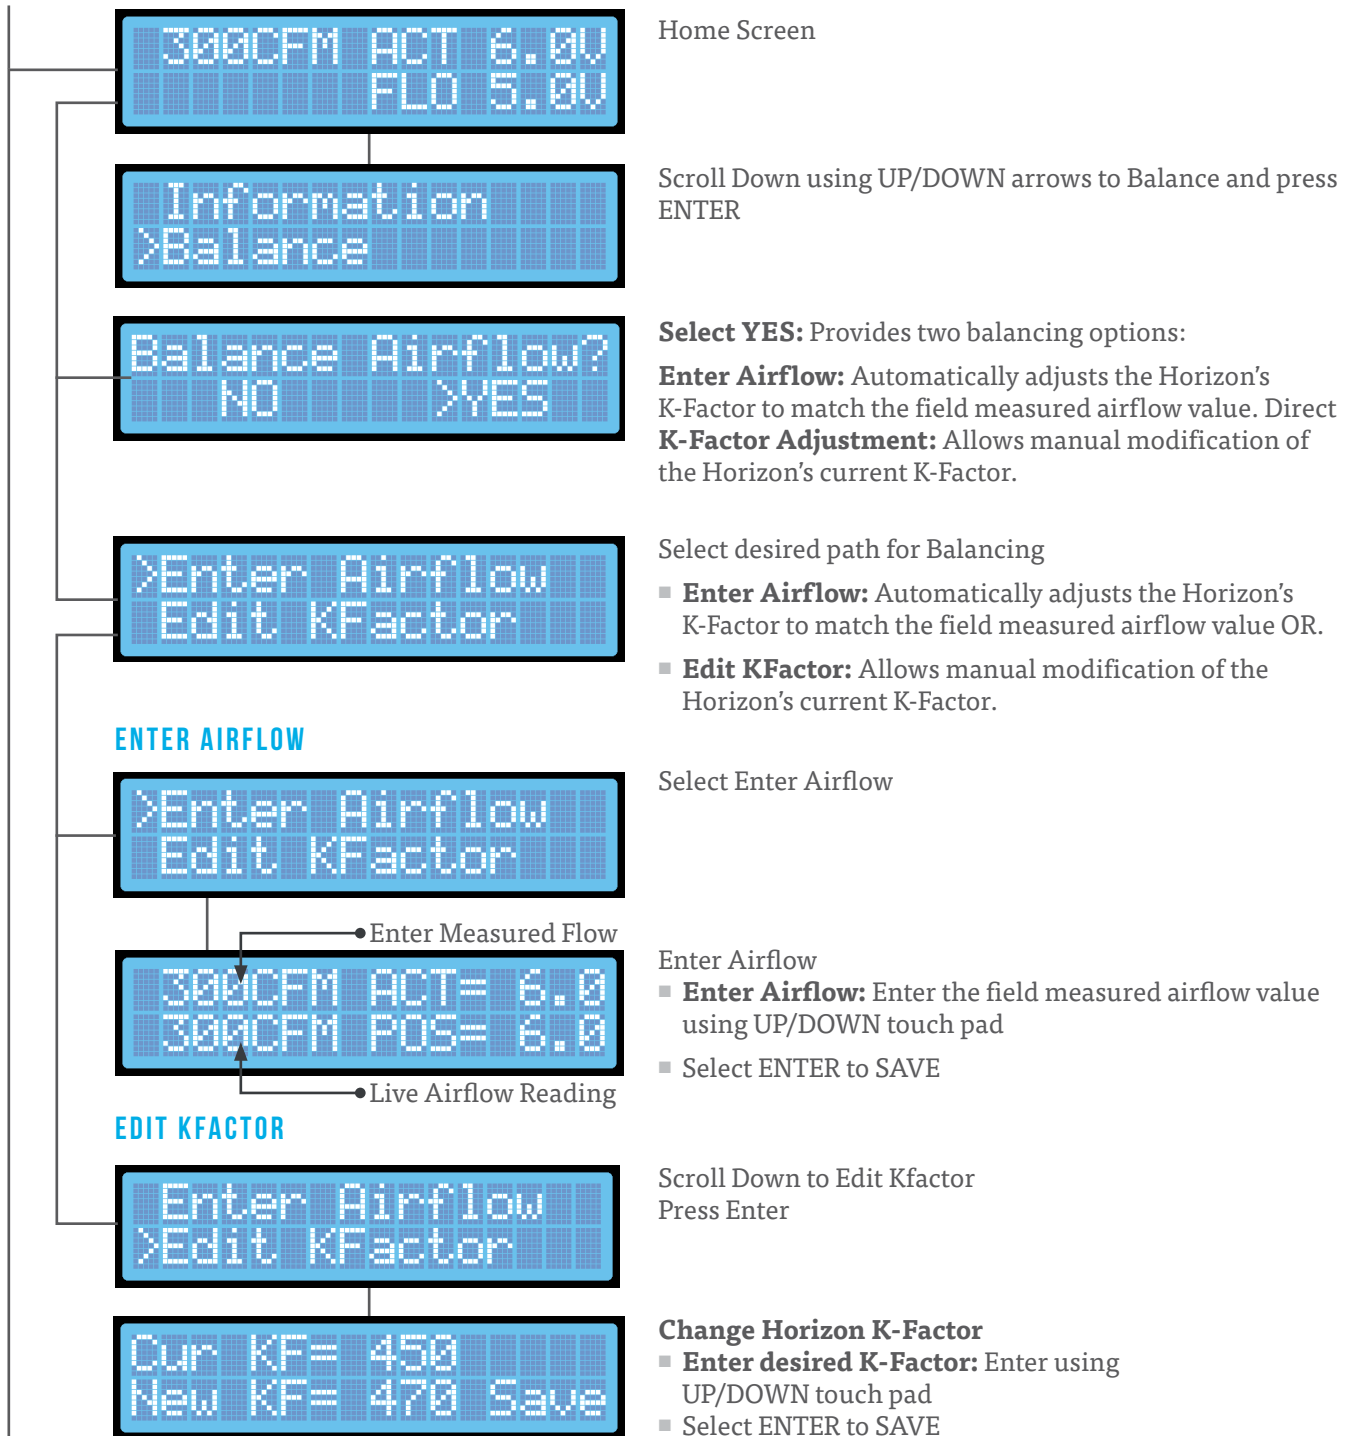 300CFM ACT 6.0V
FLO 5.0V
Home Screen
Information
>Balance
Scroll Down using UP/DOWN arrows to Balance and press
ENTER
Balance Airflow?
NO >YES
Select YES: Provides two balancing options:
Enter Airflow: Automatically adjusts the Horizon's
K-Factor to match the field measured airflow value. Direct
K-Factor Adjustment: Allows manual modification of
the Horizon's current K-Factor.
>Enter Airflow
Edit KFactor
Select desired path for Balancing
■ Enter Airflow: Automatically adjusts the Horizon's
K-Factor to match the field measured airflow value OR.
■ Edit KFactor: Allows manual modification of the
Horizon's current K-Factor.
ENTER AIRFLOW
>Enter Airflow
Edit KFactor
Select Enter Airflow
Enter Measured Flow
300CFM ACT= 6.0
300CFM POS= 6.0
Live Airflow Reading
Enter Airflow
■ Enter Airflow: Enter the field measured airflow value
using UP/DOWN touch pad
■ Select ENTER to SAVE
EDIT KFACTOR
Enter Airflow
>Edit KFactor
Scroll Down to Edit Kfactor
Press Enter
Cur KF= 450
New KF= 470 Save
Change Horizon K-Factor
■ Enter desired K-Factor: Enter using
UP/DOWN touch pad
■ Select ENTER to SAVE